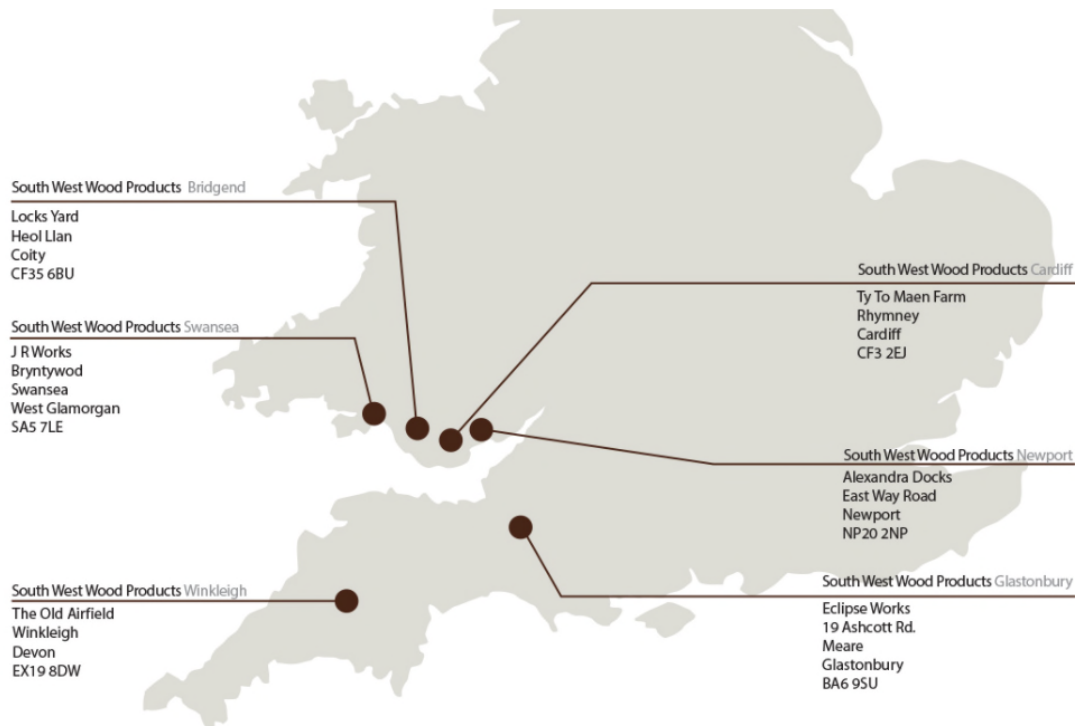 South West Wood Products Bridgend
Locks Yard
Heol Llan
Coity
CF35 6BU
South West Wood Products Swansea
J R Works
Bryntywod
Swansea
West Glamorgan
SA5 7LE
South West Wood Products Winkleigh
The Old Airfield
Winkleigh
Devon
EX19 8DW
South West Wood Products Cardiff
Ty To Maen Farm
Rhymney
Cardiff
CF3 2EJ
South West Wood Products Newport
Alexandra Docks
East Way Road
Newport
NP20 2NP
South West Wood Products Glastonbury
Eclipse Works
19 Ashcott Rd.
Meare
Glastonbury
BA6 9SU